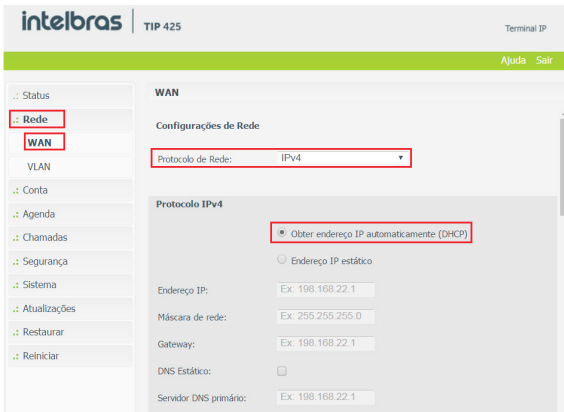 intelbras TIP 425 Terminal IP
Ajuda Sair
.: Status
.: Rede
WAN
VLAN
.: Conta
.: Agenda
.: Chamadas
.: Segurança
.: Sistema
.: Atualizações
.: Restaurar
.: Reiniciar
WAN
Configurações de Rede
Protocolo de Rede: IPv4
Protocolo IPv4
Obter endereço IP automaticamente (DHCP)
Endereço IP estático
Endereço IP: Ex: 198.168.22.1
Máscara de rede: Ex: 255.255.255.0
Gateway: Ex: 198.168.22.1
DNS Estático:
Servidor DNS primário: Ex: 198.168.22.1